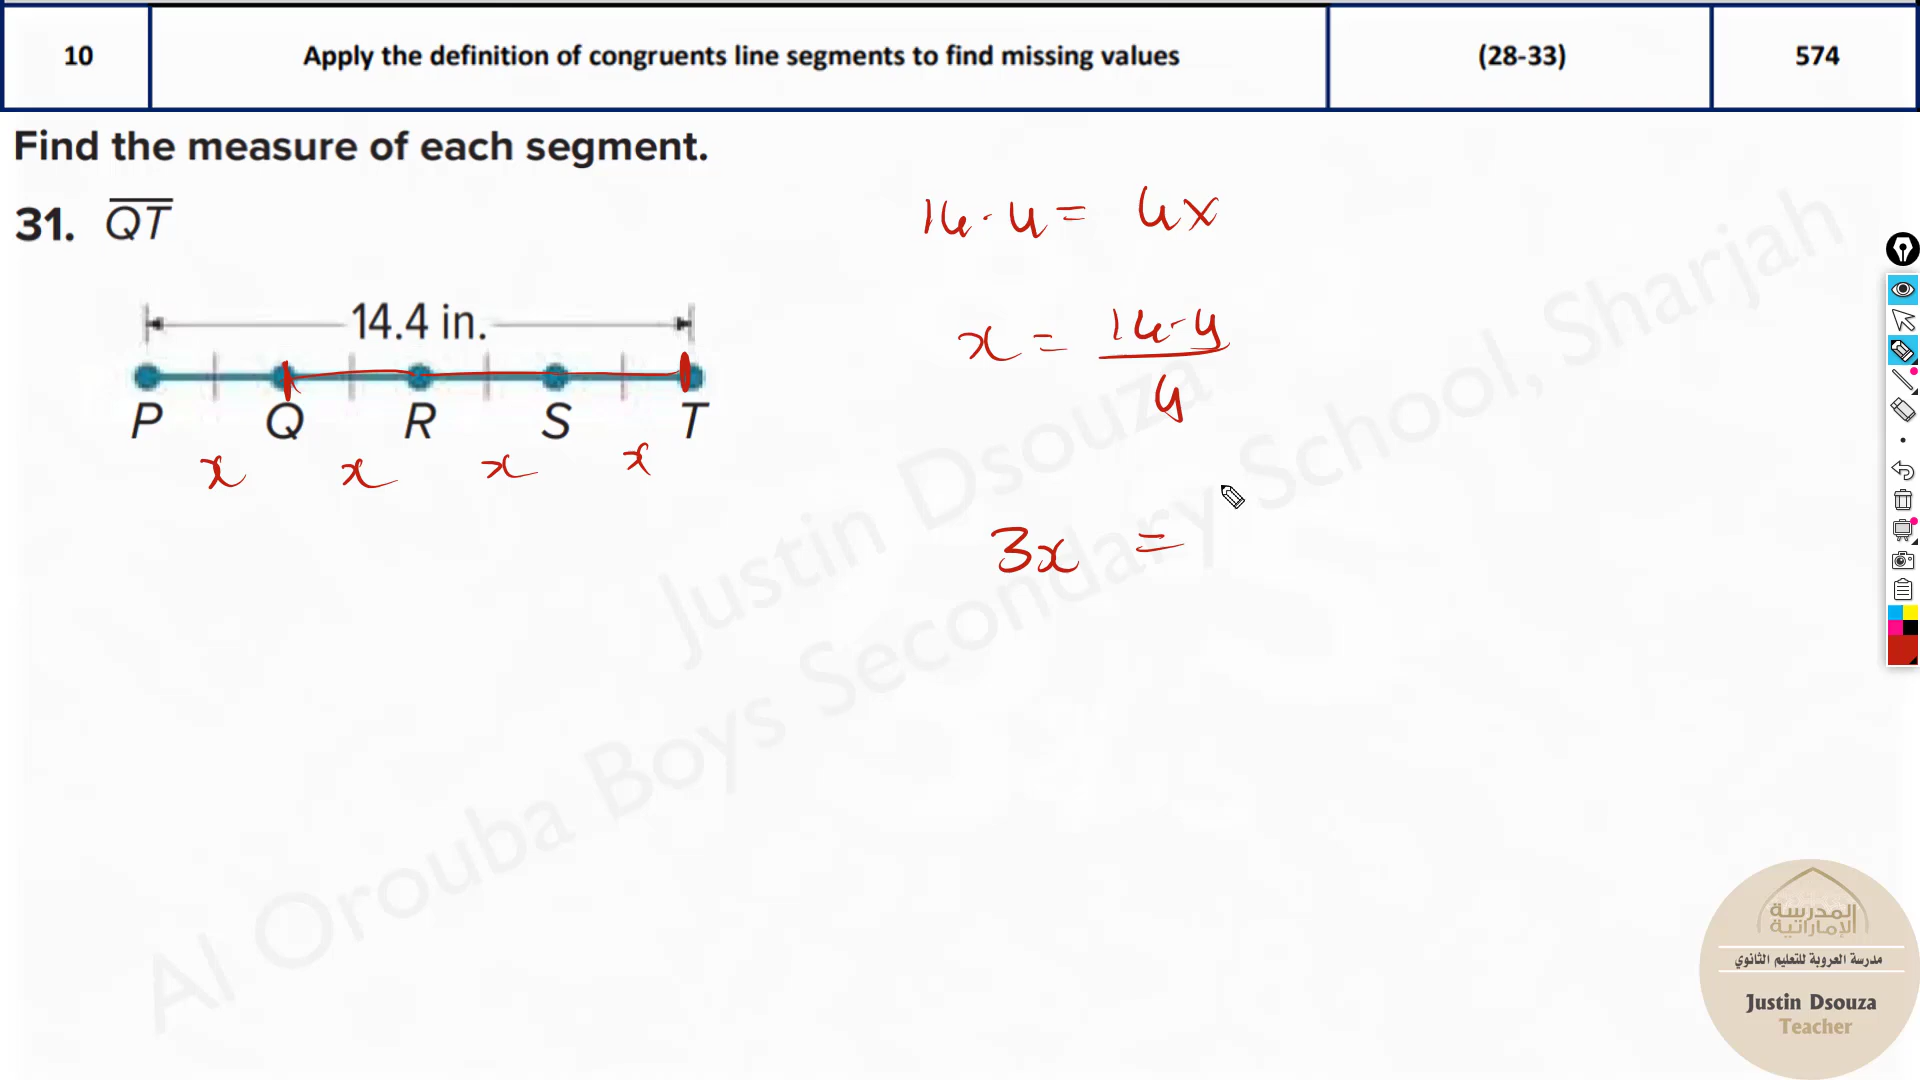 10 Apply the definition of congruents line segments to find missing values (28-33) 574
Find the measure of each segment.
31. QT
14.4 in.
P Q R S T
x x x x
14.4 = 4x
x = 14.4 / 4
3x =
Justin Dsouza
Al Orouba Boys Secondary School, Sharjah
المدرسة
الإماراتية
مدرسة العروبة للتعليم الثانوي
Justin Dsouza
Teacher